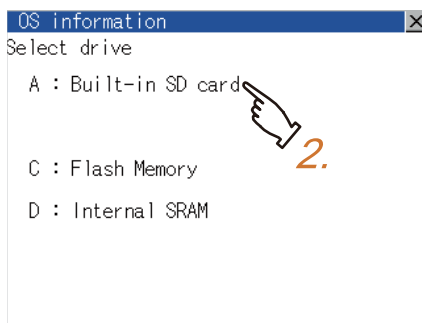 OS information
Select drive
A : Built-in SD card
2.
C : Flash Memory
D : Internal SRAM